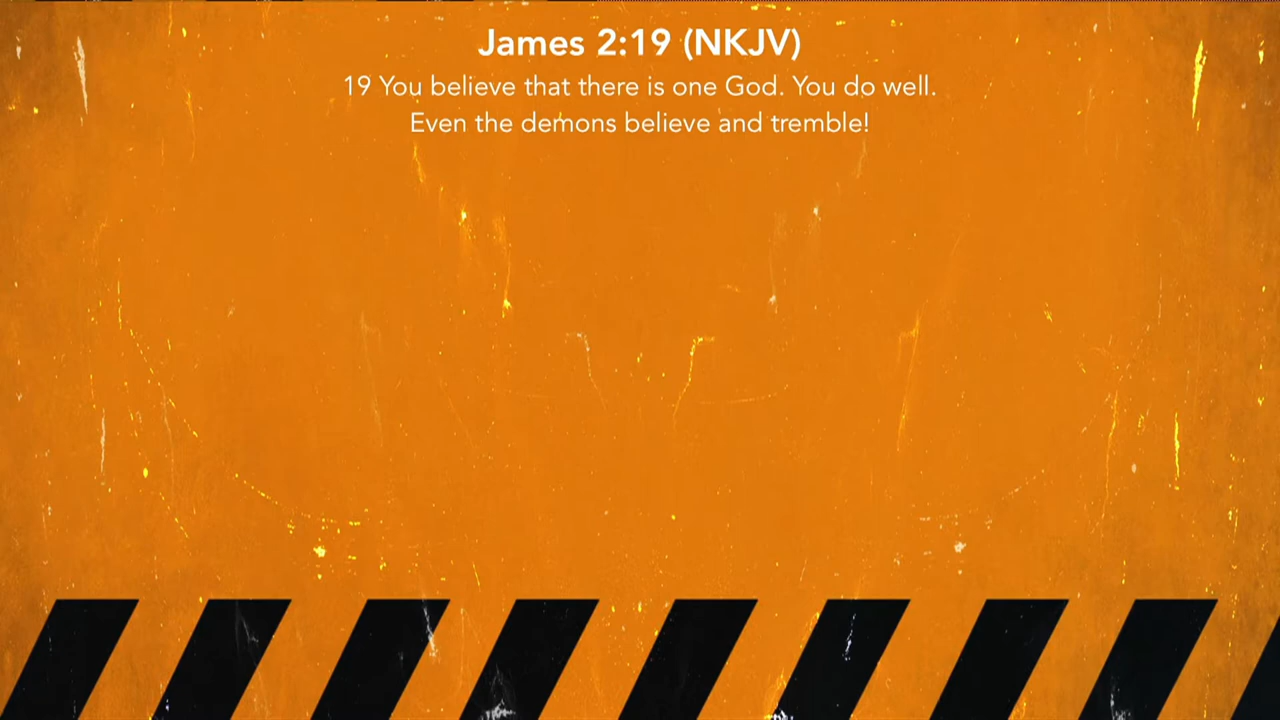 James 2:19 (NKJV)
19 You believe that there is one God. You do well.
Even the demons believe and tremble!